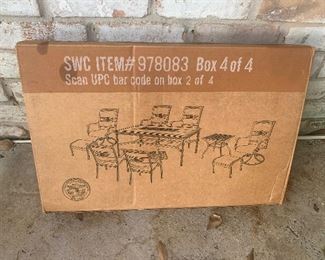 SWC ITEM# 978083 Box 4 of 4
Scan UPC bar code on box 2 of 4